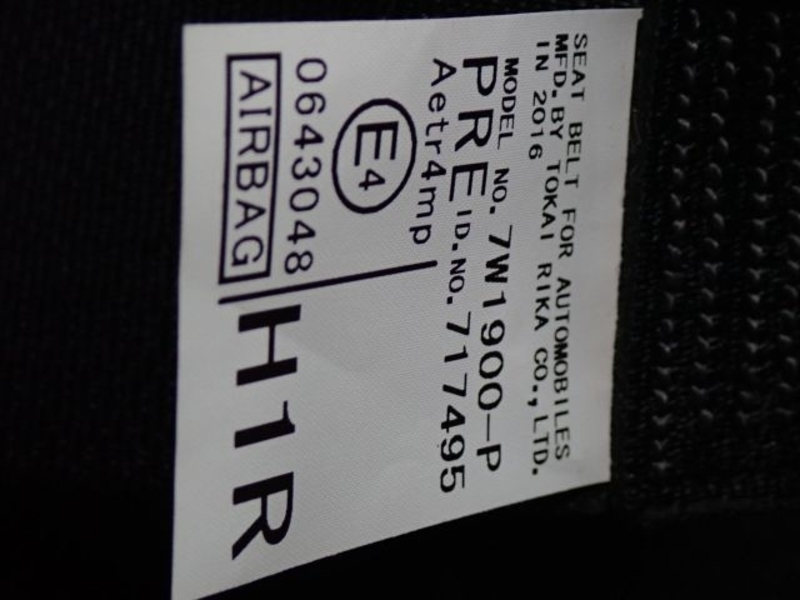 SEAT BELT FOR AUTOMOBILES
MFD. BY TOKAI RIKA CO., LTD.
IN 2016
MODEL NO. 7W1900-P
PRE ID. NO. 717495
Aetr4mp
E4
0643048
AIRBAG
H1R